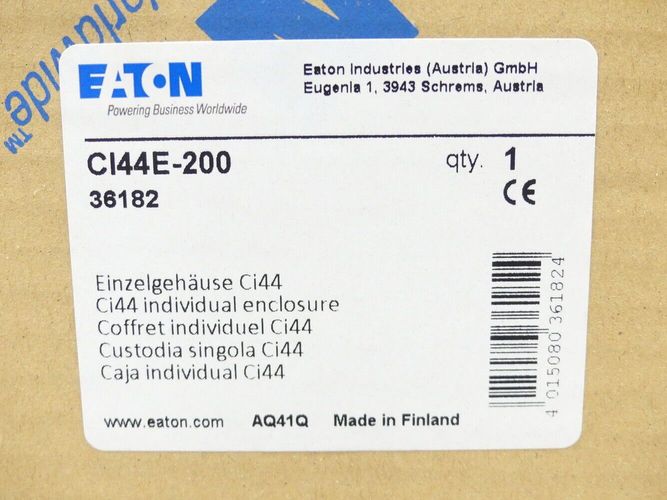 orldwide™
EATON
Powering Business Worldwide
Eaton Industries (Austria) GmbH
Eugenia 1, 3943 Schrems, Austria
CI44E-200
qty. 1
36182
CE
Einzelgehäuse Ci44
Ci44 individual enclosure
Coffret individuel Ci44
Custodia singola Ci44
Caja individual Ci44
4 015080 361824
www.eaton.com AQ41Q Made in Finland